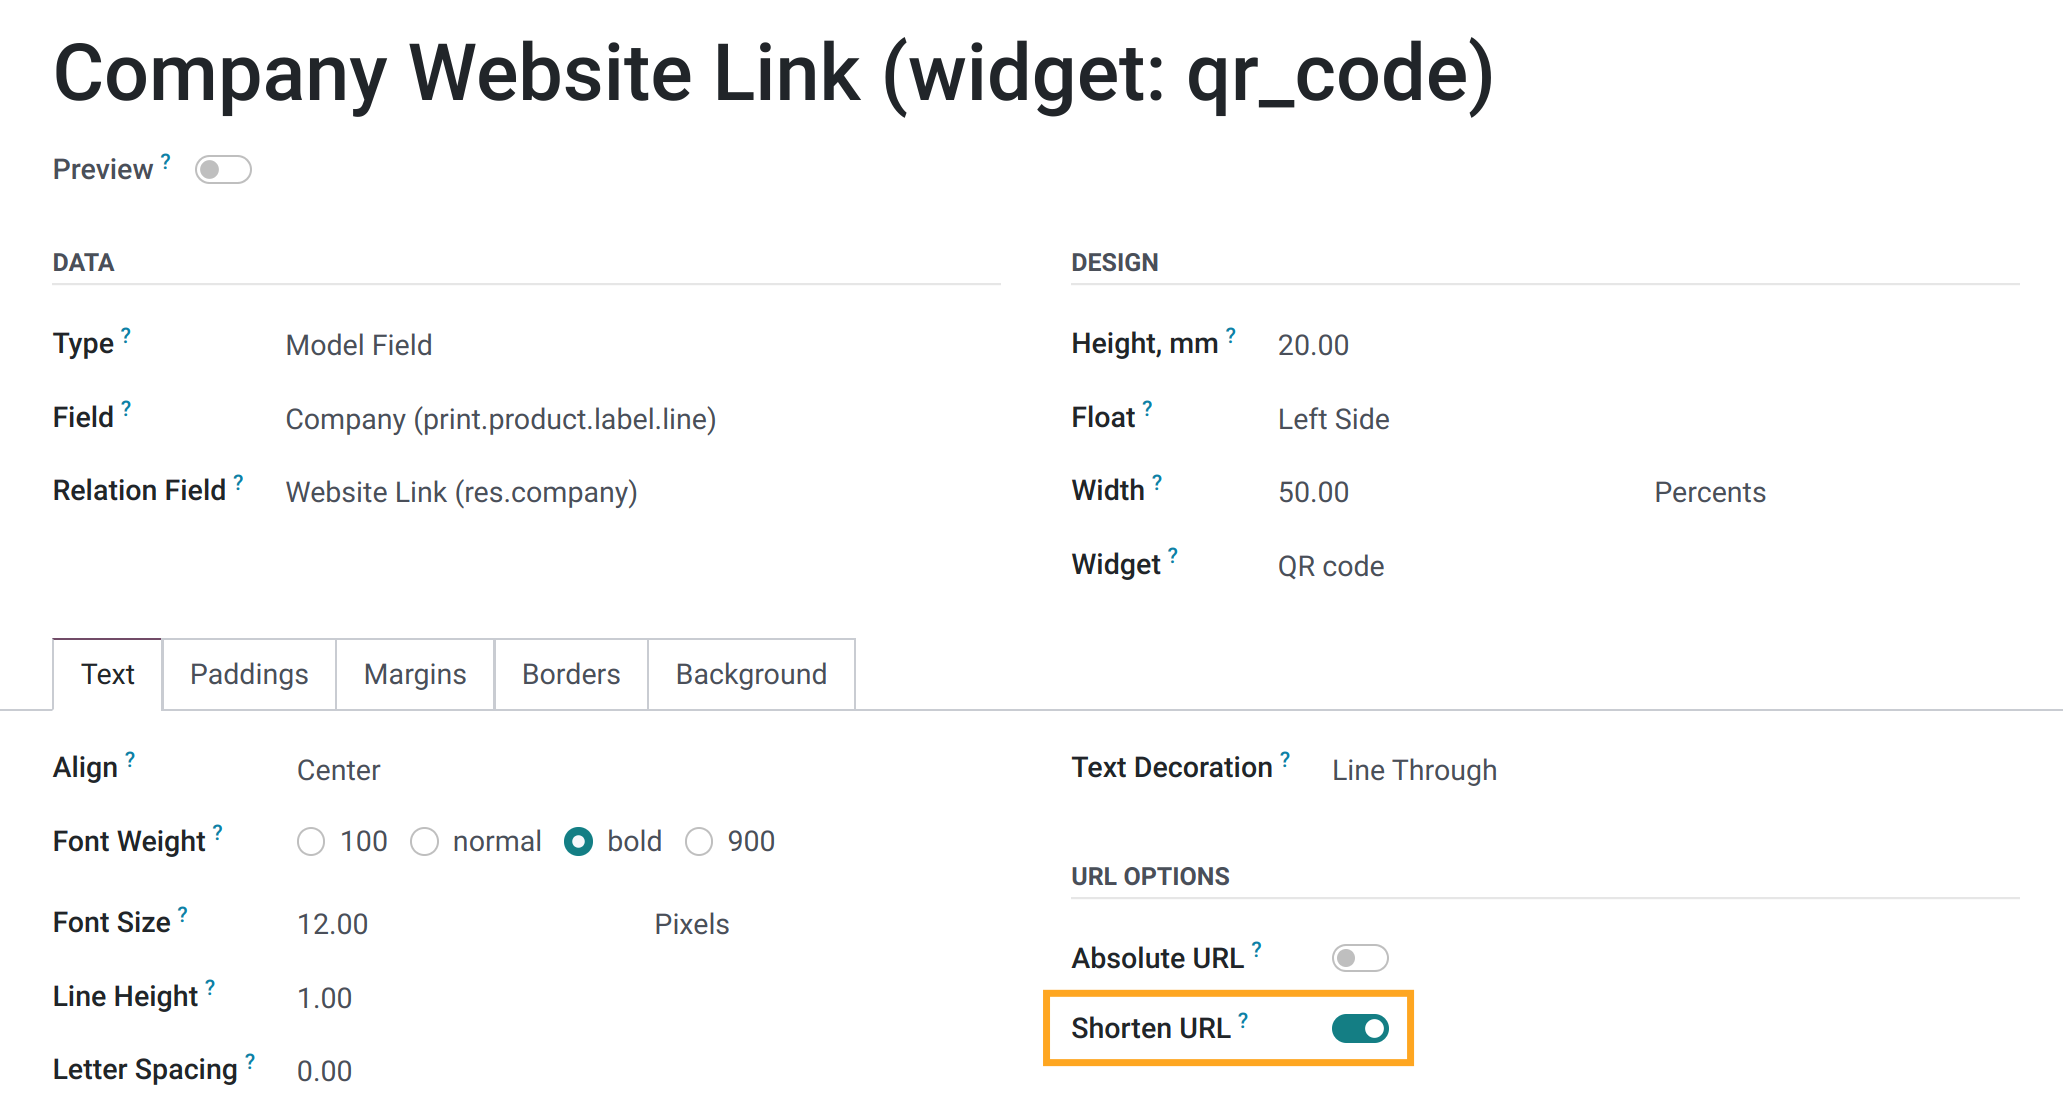 Company Website Link (widget: qr_code)
Preview ?
DATA
Type ? Model Field
Field ? Company (print.product.label.line)
Relation Field ? Website Link (res.company)
DESIGN
Height, mm ? 20.00
Float ? Left Side
Width ? 50.00 Percents
Widget ? QR code
Text Paddings Margins Borders Background
Align ? Center
Font Weight ? 100 normal bold 900
Font Size ? 12.00 Pixels
Line Height ? 1.00
Letter Spacing ? 0.00
Text Decoration ? Line Through
URL OPTIONS
Absolute URL ?
Shorten URL ?